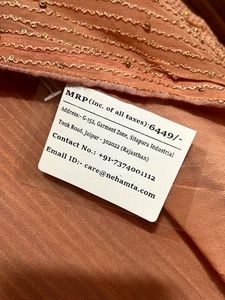 MRP(inc. of all taxes):6449/-
Address:- G-152, Garment Zone, Sitapura Industrial
Tonk Road, Jaipur - 302022 (Rajasthan)
Contact No.: +91-7374001112
Email ID:- care@nehamta.com